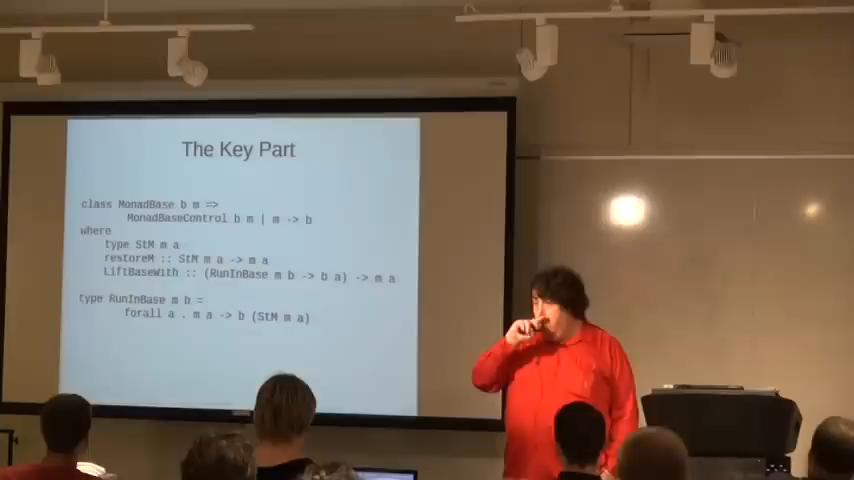 The Key Part
class MonadBase b m =>
MonadBaseControl b m | m -> b
where
type StM m a
restoreM :: StM m a -> m a
LiftBaseWith :: (RunInBase m b -> b a) -> m a
type RunInBase m b =
forall a . m a -> b (StM m a)